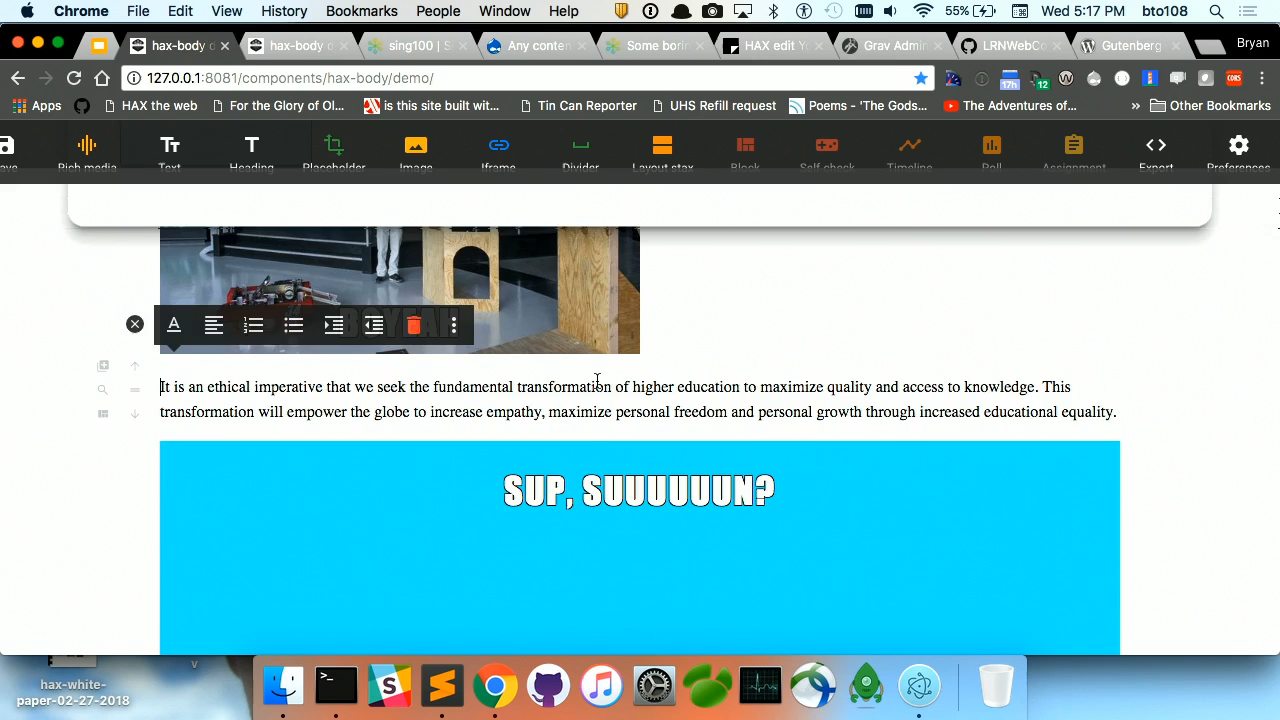 Chrome File Edit View History Bookmarks People Window Help 55% Wed 5:17 PM bto108
hax-body d hax-body d sing100 | S Any conten Some borin HAX edit Yo Grav Admin LRNWebCo Gutenberg Bryan
127.0.0.1:8081/components/hax-body/demo/ 17h 12 CORS
Apps HAX the web For the Glory of Ol... is this site built wit... Tin Can Reporter UHS Refill request Poems - 'The Gods... The Adventures of... » Other Bookmarks
ave Rich media Text Heading Placeholder Image Iframe Divider Layout stax Block Self check Timeline Poll Assignment Export Preferences
It is an ethical imperative that we seek the fundamental transformation of higher education to maximize quality and access to knowledge. This
transformation will empower the globe to increase empathy, maximize personal freedom and personal growth through increased educational equality.
SUP, SUUUUUUN?
hax-white-
paper-02-27-2018